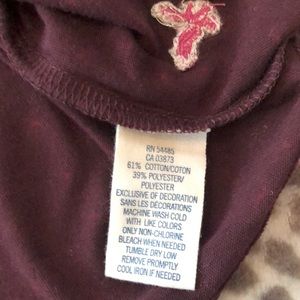 RN 54485
CA 03873
61% COTTON/COTON
39% POLYESTER/
POLYESTER
EXCLUSIVE OF DECORATION
SANS LES DECORATIONS
MACHINE WASH COLD
WITH LIKE COLORS
ONLY NON-CHLORINE
BLEACH WHEN NEEDED
TUMBLE DRY LOW
REMOVE PROMPTLY
COOL IRON IF NEEDED